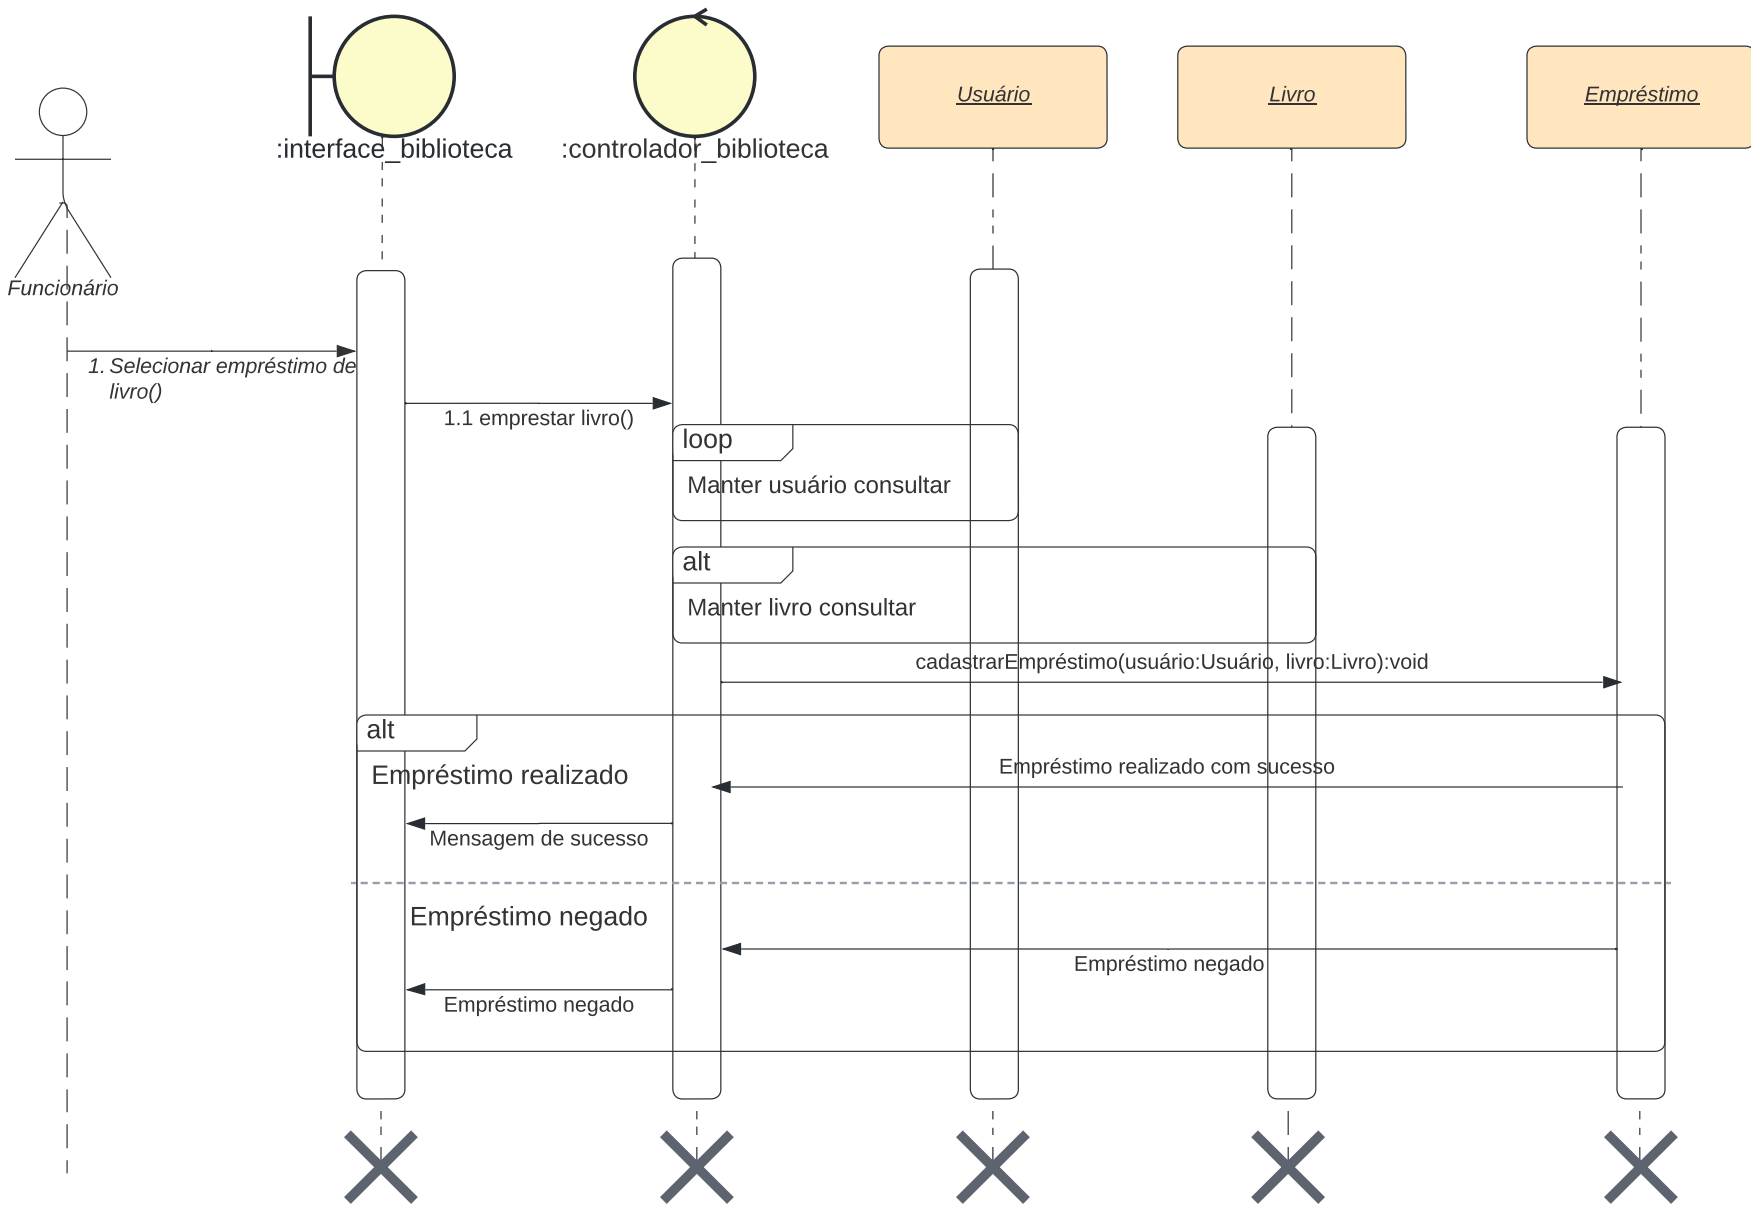 Usuário
Livro
Empréstimo
:interface_biblioteca
:controlador_biblioteca
Funcionário
1. Selecionar empréstimo de
livro()
1.1 emprestar livro()
loop
Manter usuário consultar
alt
Manter livro consultar
cadastrarEmpréstimo(usuário:Usuário, livro:Livro):void
alt
Empréstimo realizado
Empréstimo realizado com sucesso
Mensagem de sucesso
Empréstimo negado
Empréstimo negado
Empréstimo negado